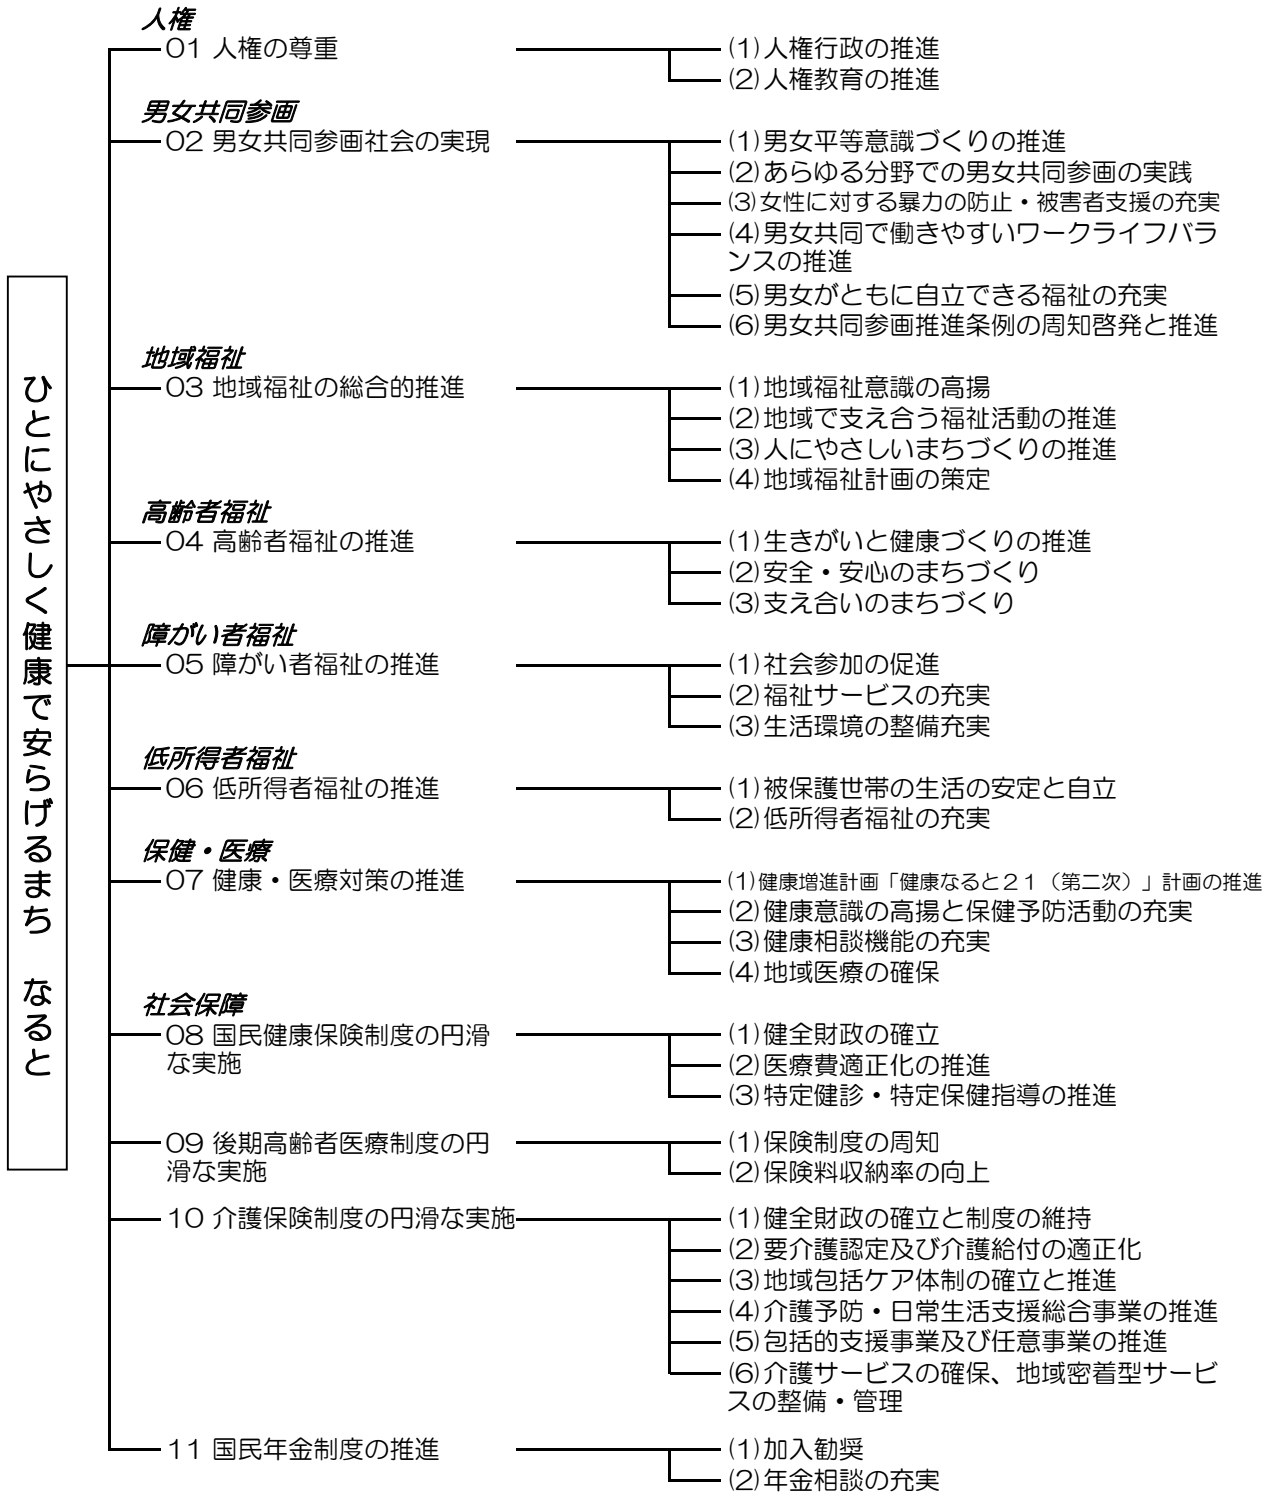 ひとにやさしく健康で安らげるまち　なると
人権
01 人権の尊重
(1)人権行政の推進
(2)人権教育の推進
男女共同参画
02 男女共同参画社会の実現
(1)男女平等意識づくりの推進
(2)あらゆる分野での男女共同参画の実践
(3)女性に対する暴力の防止・被害者支援の充実
(4)男女共同で働きやすいワークライフバラ
ンスの推進
(5)男女がともに自立できる福祉の充実
(6)男女共同参画推進条例の周知啓発と推進
地域福祉
03 地域福祉の総合的推進
(1)地域福祉意識の高揚
(2)地域で支え合う福祉活動の推進
(3)人にやさしいまちづくりの推進
(4)地域福祉計画の策定
高齢者福祉
04 高齢者福祉の推進
(1)生きがいと健康づくりの推進
(2)安全・安心のまちづくり
(3)支え合いのまちづくり
障がい者福祉
05 障がい者福祉の推進
(1)社会参加の促進
(2)福祉サービスの充実
(3)生活環境の整備充実
低所得者福祉
06 低所得者福祉の推進
(1)被保護世帯の生活の安定と自立
(2)低所得者福祉の充実
保健・医療
07 健康・医療対策の推進
(1)健康増進計画「健康なると２１（第二次）」計画の推進
(2)健康意識の高揚と保健予防活動の充実
(3)健康相談機能の充実
(4)地域医療の確保
社会保障
08 国民健康保険制度の円滑
な実施
(1)健全財政の確立
(2)医療費適正化の推進
(3)特定健診・特定保健指導の推進
09 後期高齢者医療制度の円
滑な実施
(1)保険制度の周知
(2)保険料収納率の向上
10 介護保険制度の円滑な実施
(1)健全財政の確立と制度の維持
(2)要介護認定及び介護給付の適正化
(3)地域包括ケア体制の確立と推進
(4)介護予防・日常生活支援総合事業の推進
(5)包括的支援事業及び任意事業の推進
(6)介護サービスの確保、地域密着型サービ
スの整備・管理
11 国民年金制度の推進
(1)加入勧奨
(2)年金相談の充実